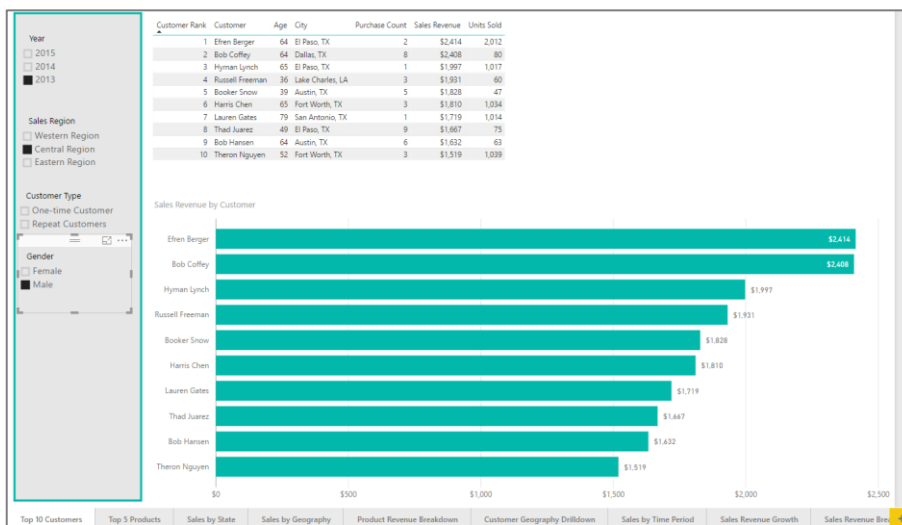 Year
2015
2014
2013
Sales Region
Western Region
Central Region
Eastern Region
Customer Type
One-time Customer
Repeat Customers
Gender
Female
Male
Customer Rank Customer Age City Purchase Count Sales Revenue Units Sold
1 Efren Berger 64 El Paso, TX 2 $2,414 2,012
2 Bob Coffey 64 Dallas, TX 8 $2,408 80
3 Hyman Lynch 65 El Paso, TX 1 $1,997 1,017
4 Russell Freeman 36 Lake Charles, LA 3 $1,931 60
5 Booker Snow 39 Austin, TX 5 $1,828 47
6 Harris Chen 65 Fort Worth, TX 3 $1,810 1,034
7 Lauren Gates 79 San Antonio, TX 1 $1,719 1,014
8 Thad Juarez 49 El Paso, TX 9 $1,667 75
9 Bob Hansen 64 Austin, TX 6 $1,632 63
10 Theron Nguyen 52 Fort Worth, TX 3 $1,519 1,039
Sales Revenue by Customer
Efren Berger $2,414
Bob Coffey $2,408
Hyman Lynch $1,997
Russell Freeman $1,931
Booker Snow $1,828
Harris Chen $1,810
Lauren Gates $1,719
Thad Juarez $1,667
Bob Hansen $1,632
Theron Nguyen $1,519
$0 $500 $1,000 $1,500 $2,000 $2,500
Top 10 Customers Top 5 Products Sales by State Sales by Geography Product Revenue Breakdown Customer Geography Drilldown Sales by Time Period Sales Revenue Growth Sales Revenue Brea